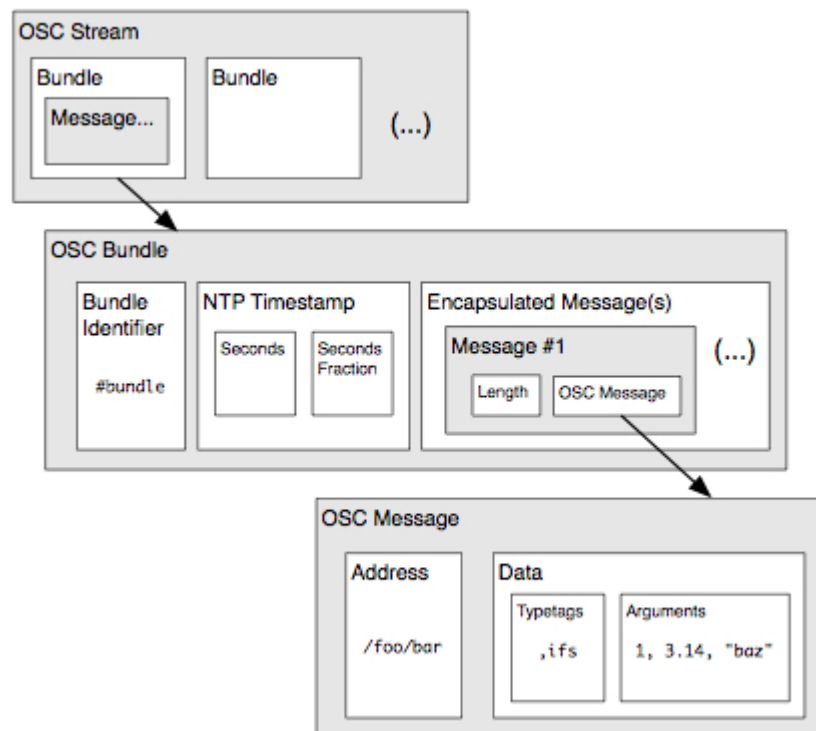 OSC Stream
Bundle
Message...
Bundle
(...)
OSC Bundle
Bundle
Identifier
#bundle
NTP Timestamp
Seconds
Seconds
Fraction
Encapsulated Message(s)
Message #1
Length
OSC Message
(...)
OSC Message
Address
/foo/bar
Data
Typetags
,ifs
Arguments
1, 3.14, "baz"